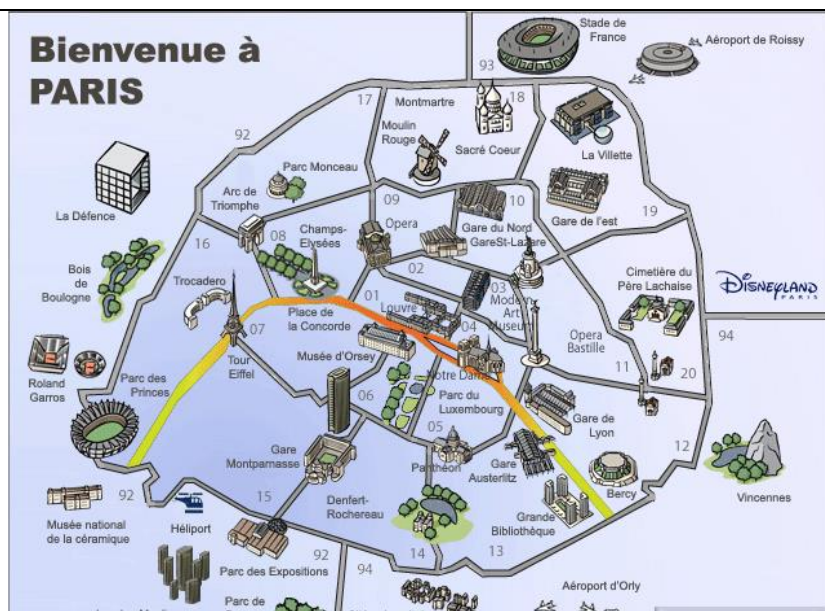 Bienvenue à
PARIS
Stade de
France
Aéroport de Roissy
93
17
Montmartre
18
92
Moulin
Rouge
Sacré Coeur
La Villette
Parc Monceau
La Défence
Arc de
Triomphe
09
10
Gare de l'est
19
16
08
Champs-
Elysées
Opera
Gare du Nord
GareSt-Lazare
Bois
de
Boulogne
Trocadero
02
03
Cimetière du
Père Lachaise
DISNEYLAND
PARIS
01
Louvre
Modern
Art
Museum
04
Place de
la Concorde
07
Tour
Eiffel
Musée d'Orsey
Opera
Bastille
94
Roland
Garros
Parc des
Princes
Notre Dame
11
20
06
Parc du
Luxembourg
05
Gare de
Lyon
Panthéon
12
Gare
Montparnasse
Gare
Austerlitz
Bercy
Vincennes
92
15
Denfert-
Rochereau
Grande
Bibliothèque
Musée national
de la céramique
Héliport
92
14
13
Parc des Expositions
94
Aéroport d'Orly
Parc de